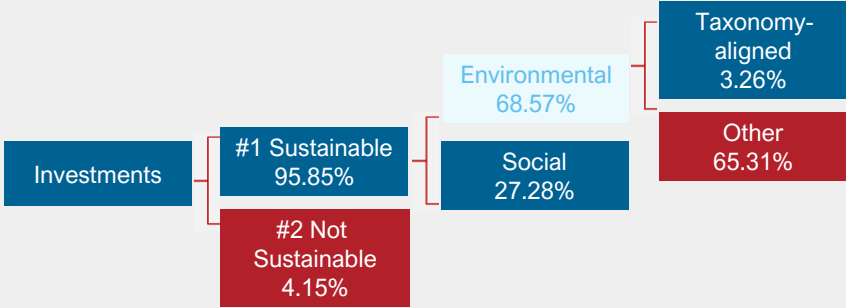 Investments
#1 Sustainable
95.85%
#2 Not
Sustainable
4.15%
Environmental
68.57%
Social
27.28%
Taxonomy-
aligned
3.26%
Other
65.31%